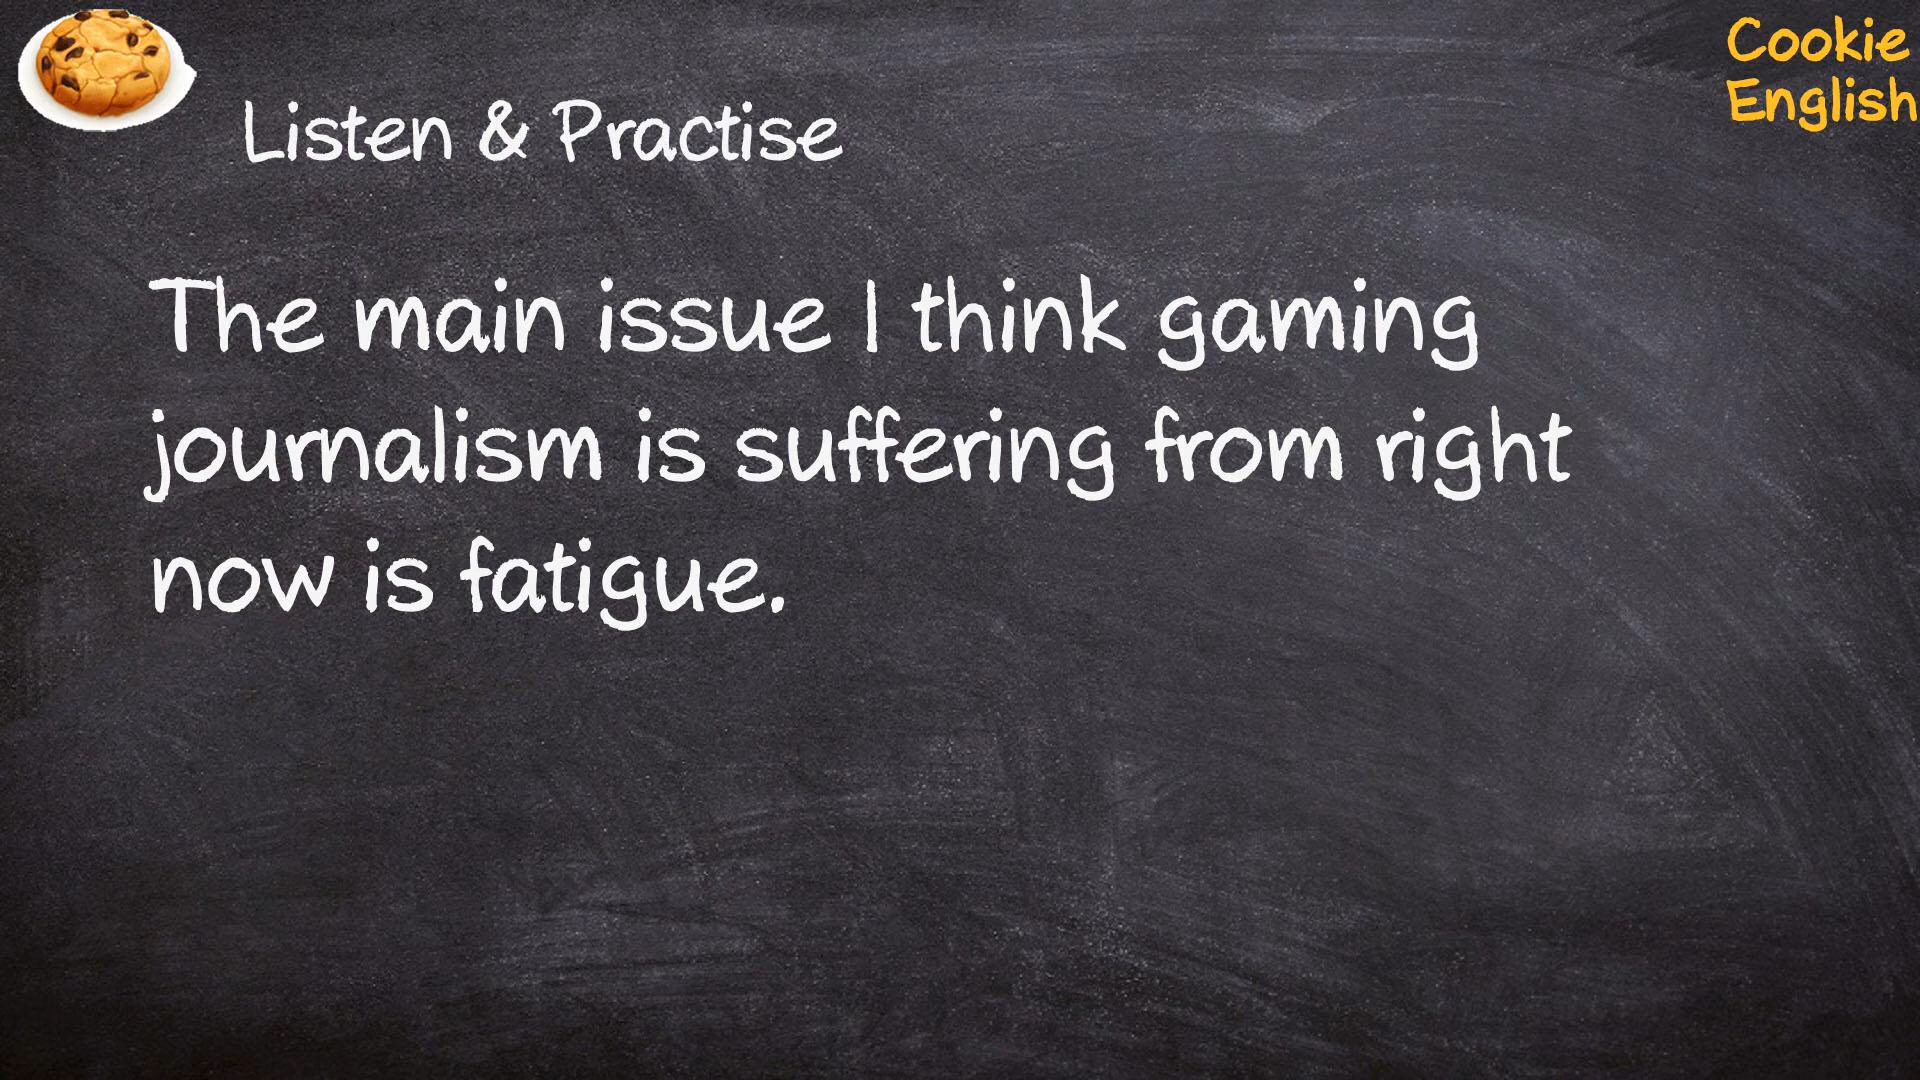 Cookie
English
Listen & Practise
The main issue I think gaming
journalism is suffering from right
now is fatigue.